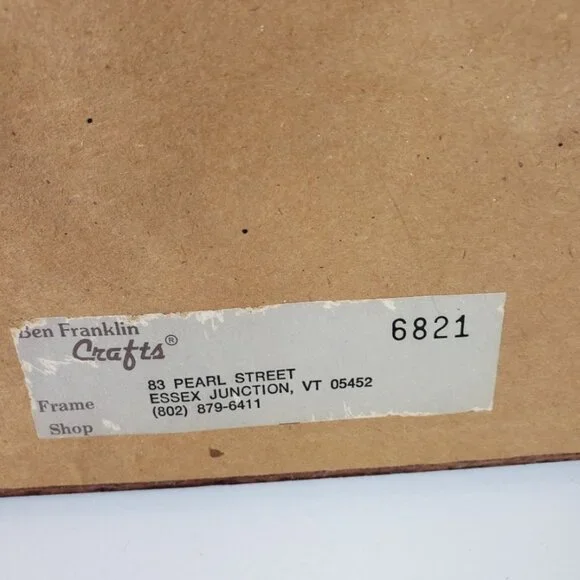 Ben Franklin
Crafts®
6821
83 PEARL STREET
ESSEX JUNCTION, VT 05452
(802) 879-6411
Frame
Shop